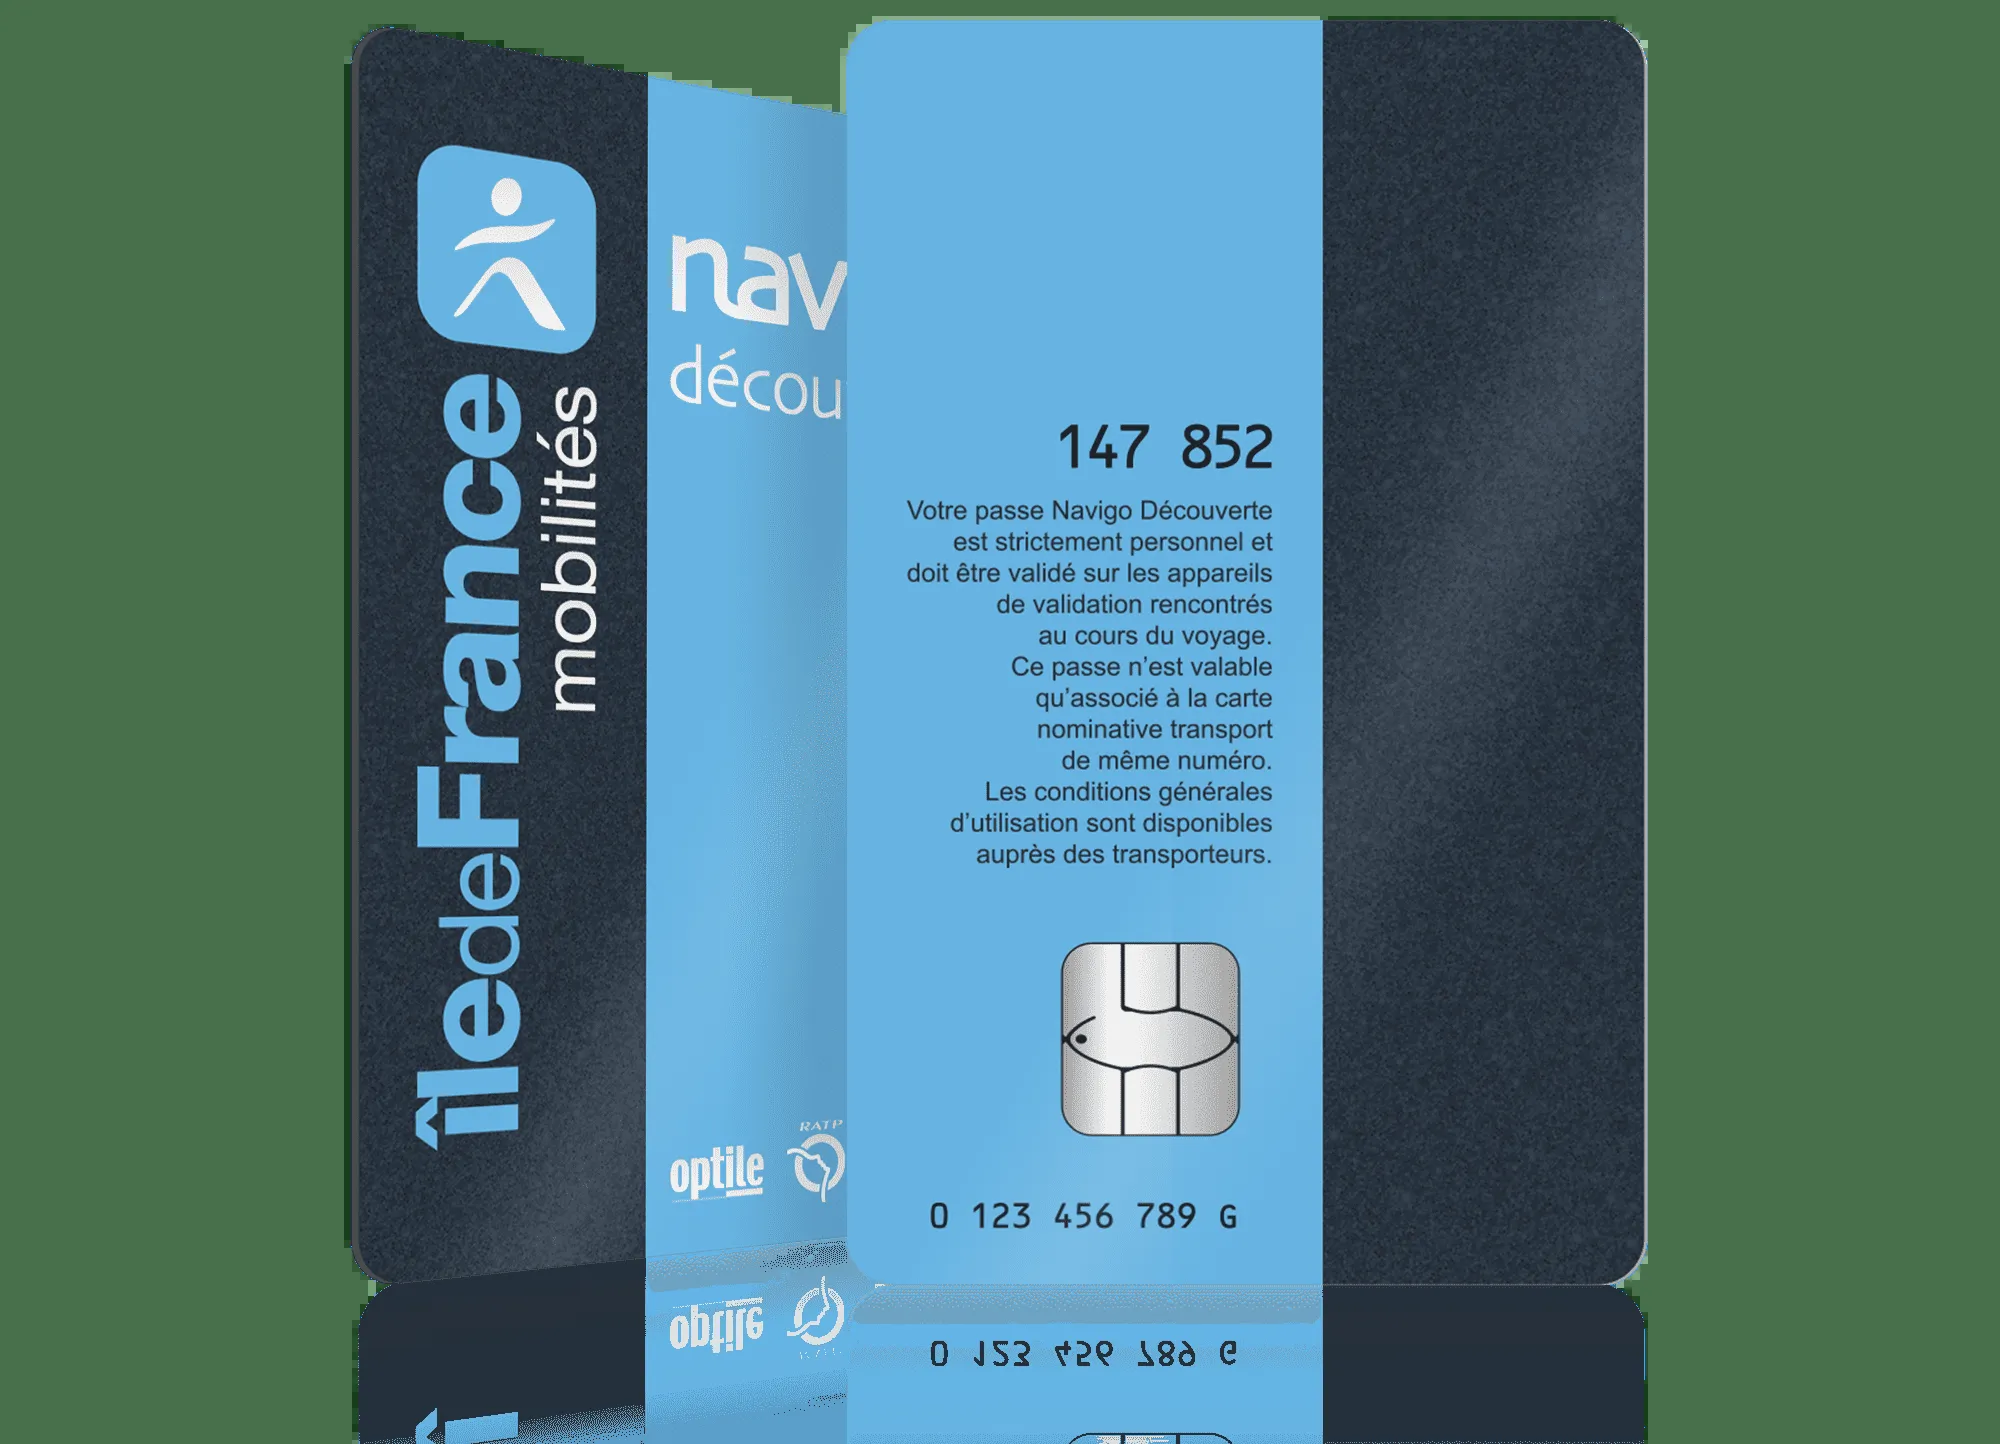 îledeFrance
mobilités
nav
décou
optile
RATP
147 852
Votre passe Navigo Découverte
est strictement personnel et
doit être validé sur les appareils
de validation rencontrés
au cours du voyage.
Ce passe n’est valable
qu’associé à la carte
nominative transport
de même numéro.
Les conditions générales
d’utilisation sont disponibles
auprès des transporteurs.
0 123 456 789 G